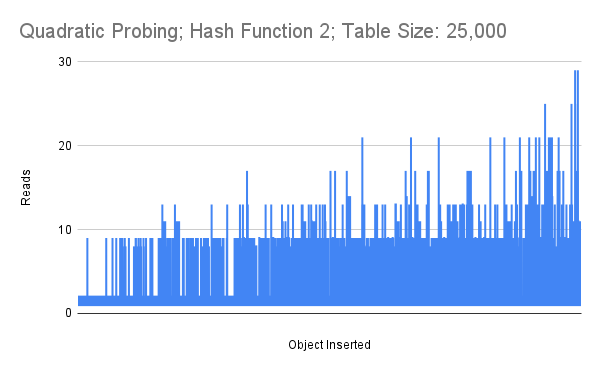 Quadratic Probing; Hash Function 2; Table Size: 25,000
30
20
10
0
Reads
Object Inserted